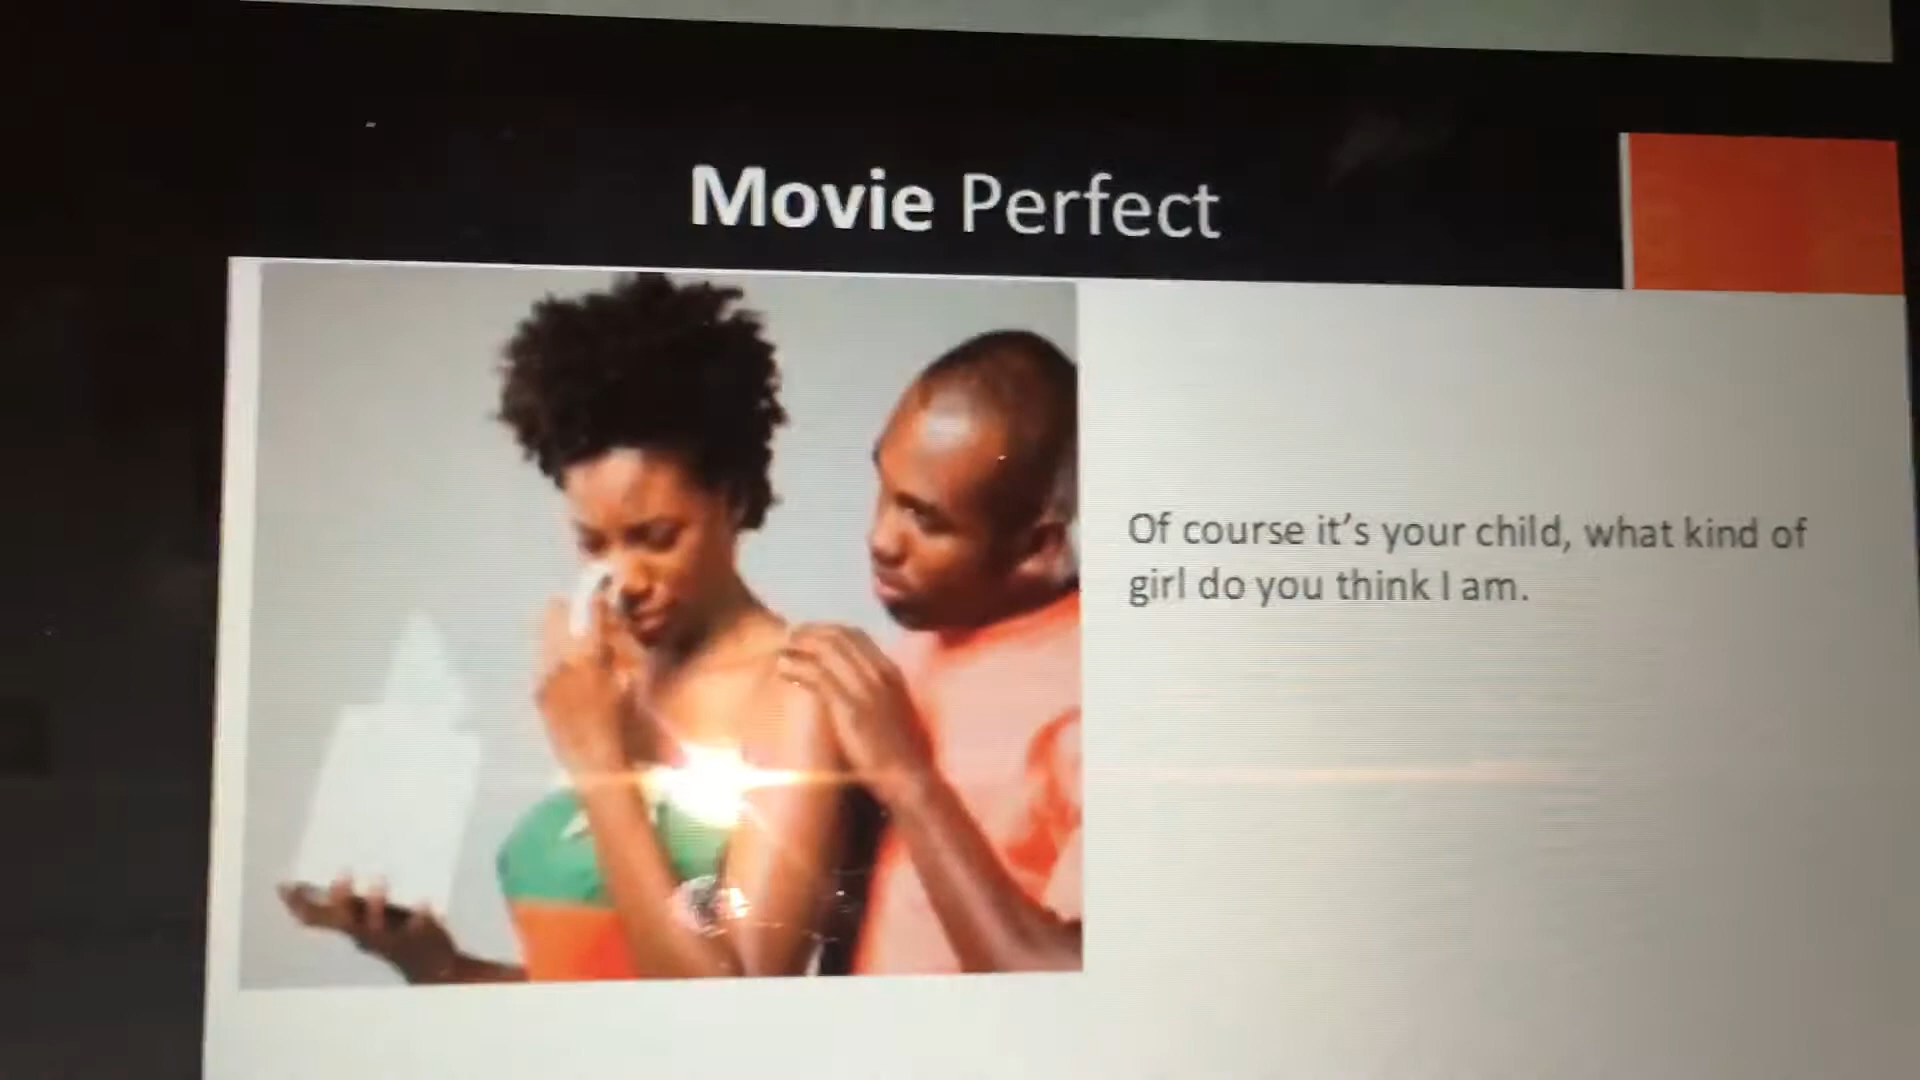 Movie Perfect
Of course it's your child, what kind of
girl do you think I am.